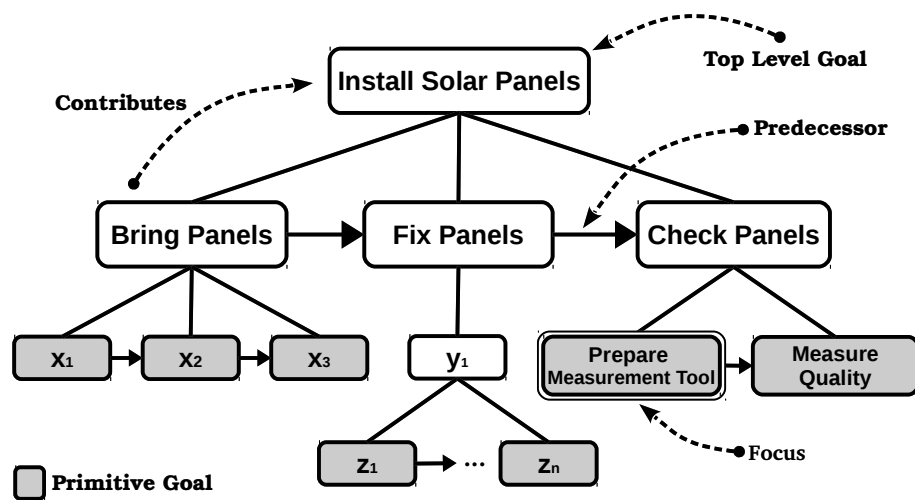 Install Solar Panels
Top Level Goal
Contributes
Predecessor
Bring Panels
Fix Panels
Check Panels
x₁
x₂
x₃
y₁
Prepare
Measurement Tool
Measure
Quality
z₁
...
zₙ
Focus
Primitive Goal